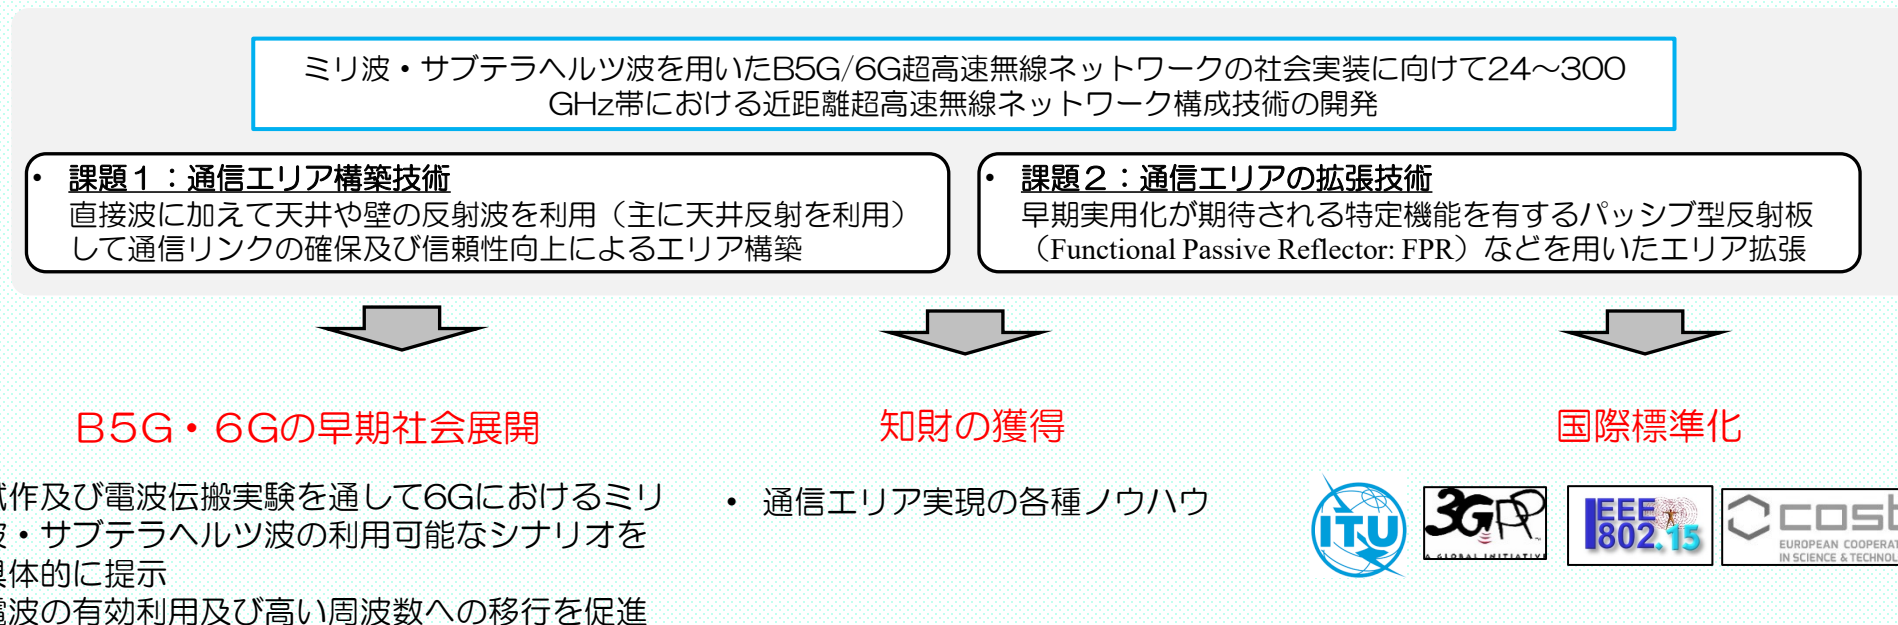 ミリ波・サブテラヘルツ波を用いたB5G/6G超高速無線ネットワークの社会実装に向けて24～300
GHz帯における近距離超高速無線ネットワーク構成技術の開発
• 課題１：通信エリア構築技術
直接波に加えて天井や壁の反射波を利用（主に天井反射を利用）
して通信リンクの確保及び信頼性向上によるエリア構築
• 課題２：通信エリアの拡張技術
早期実用化が期待される特定機能を有するパッシブ型反射板
（Functional Passive Reflector: FPR）などを用いたエリア拡張
B5G・6Gの早期社会展開
試作及び電波伝搬実験を通して6Gにおけるミリ
波・サブテラヘルツ波の利用可能なシナリオを
具体的に提示
電波の有効利用及び高い周波数への移行を促進
知財の獲得
• 通信エリア実現の各種ノウハウ
国際標準化
ITU
3GPP
A GLOBAL INITIATIVE
IEEE
802.15
cost
EUROPEAN COOPERAT
IN SCIENCE & TECHNOL